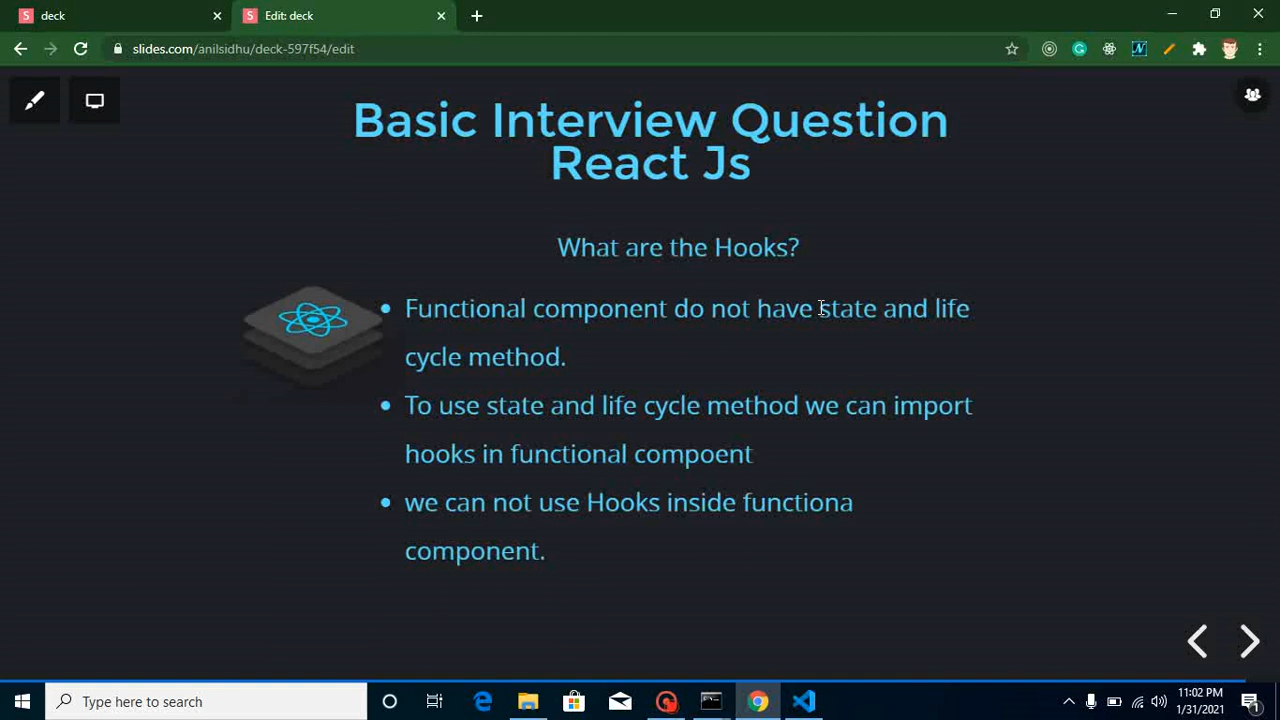 deck
Edit: deck
slides.com/anilsidhu/deck-597f54/edit
Basic Interview Question
React Js
What are the Hooks?
Functional component do not have state and life
cycle method.
To use state and life cycle method we can import
hooks in functional compoent
we can not use Hooks inside functiona
component.
Type here to search
11:02 PM
1/31/2021